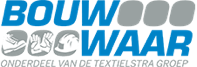 BOUW
WAAR
ONDERDEEL VAN DE TEXTIELSTRA GROEP